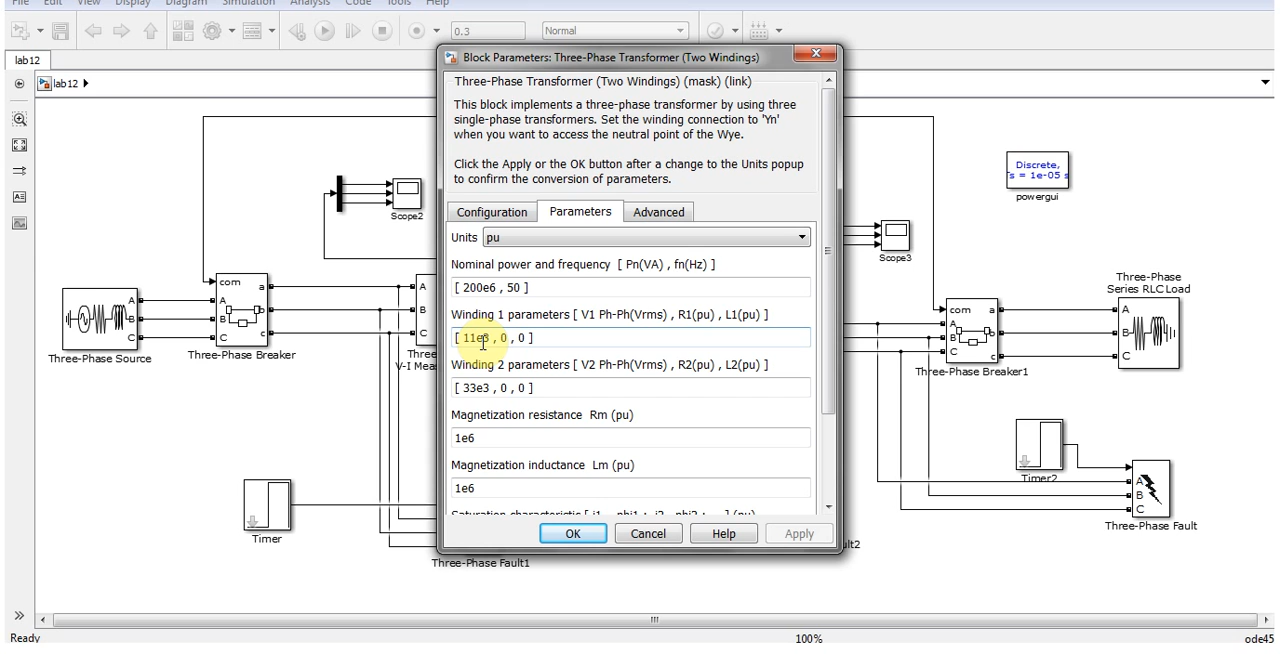 File Edit View Display Diagram Simulation Analysis Code Tools Help
0.3 Normal
lab12
lab12
Block Parameters: Three-Phase Transformer (Two Windings)
Three-Phase Transformer (Two Windings) (mask) (link)
This block implements a three-phase transformer by using three
single-phase transformers. Set the winding connection to 'Yn'
when you want to access the neutral point of the Wye.
Click the Apply or the OK button after a change to the Units popup
to confirm the conversion of parameters.
Configuration Parameters Advanced
Units pu
Nominal power and frequency [ Pn(VA) , fn(Hz) ]
[ 200e6 , 50 ]
Winding 1 parameters [ V1 Ph-Ph(Vrms) , R1(pu) , L1(pu) ]
[ 11e3 , 0 , 0 ]
Winding 2 parameters [ V2 Ph-Ph(Vrms) , R2(pu) , L2(pu) ]
[ 33e3 , 0 , 0 ]
Magnetization resistance Rm (pu)
1e6
Magnetization inductance Lm (pu)
1e6
OK Cancel Help Apply
Scope2
com
A
B
C
a
b
c
Three-Phase Source
Three-Phase Breaker
A
B
C
A
B
C
Three
V-I Mea
Timer
Three-Phase Fault1
Scope3
Discrete,
Ts = 1e-05 s
powergui
com
A
B
C
a
b
c
Three-Phase Breaker1
Three-Phase
Series RLC Load
A
B
C
Timer2
A
B
C
Three-Phase Fault
ult2
Ready 100% ode45